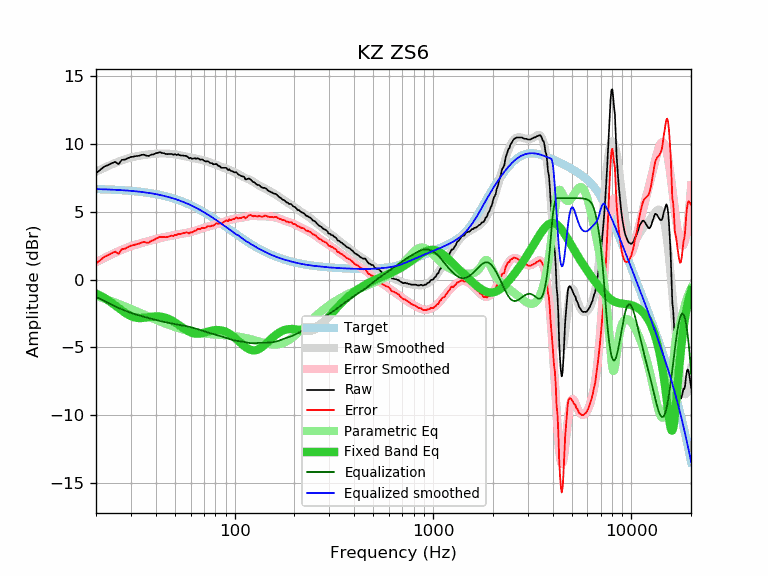 KZ ZS6
15
10
5
0
−5
−10
−15
Amplitude (dBr)
Target
Raw Smoothed
Error Smoothed
Raw
Error
Parametric Eq
Fixed Band Eq
Equalization
Equalized smoothed
100
1000
10000
Frequency (Hz)